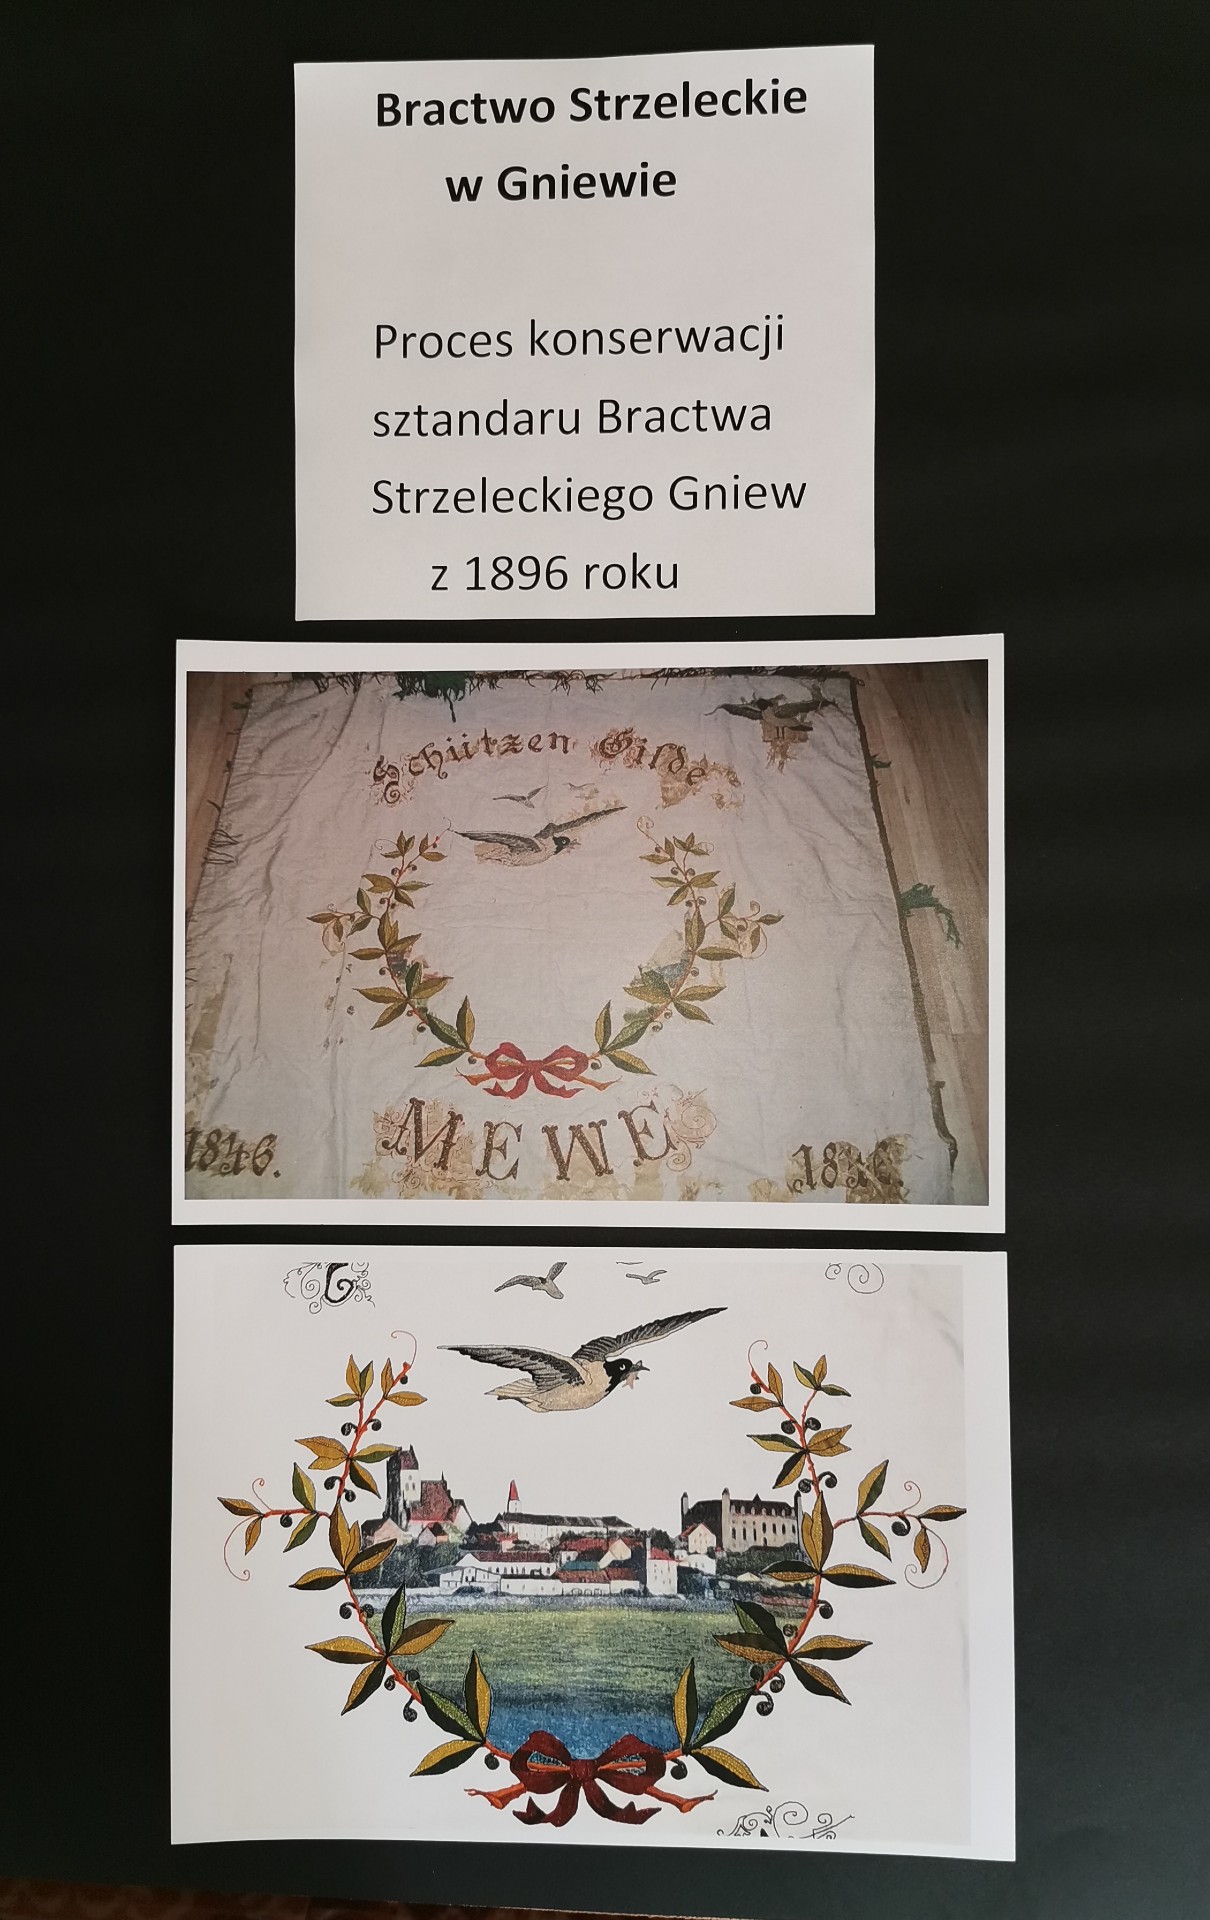 Bractwo Strzeleckie
w Gniewie
Proces konserwacji
sztandaru Bractwa
Strzeleckiego Gniew
z 1896 roku
Schützen Gilde
MEWE
1846.